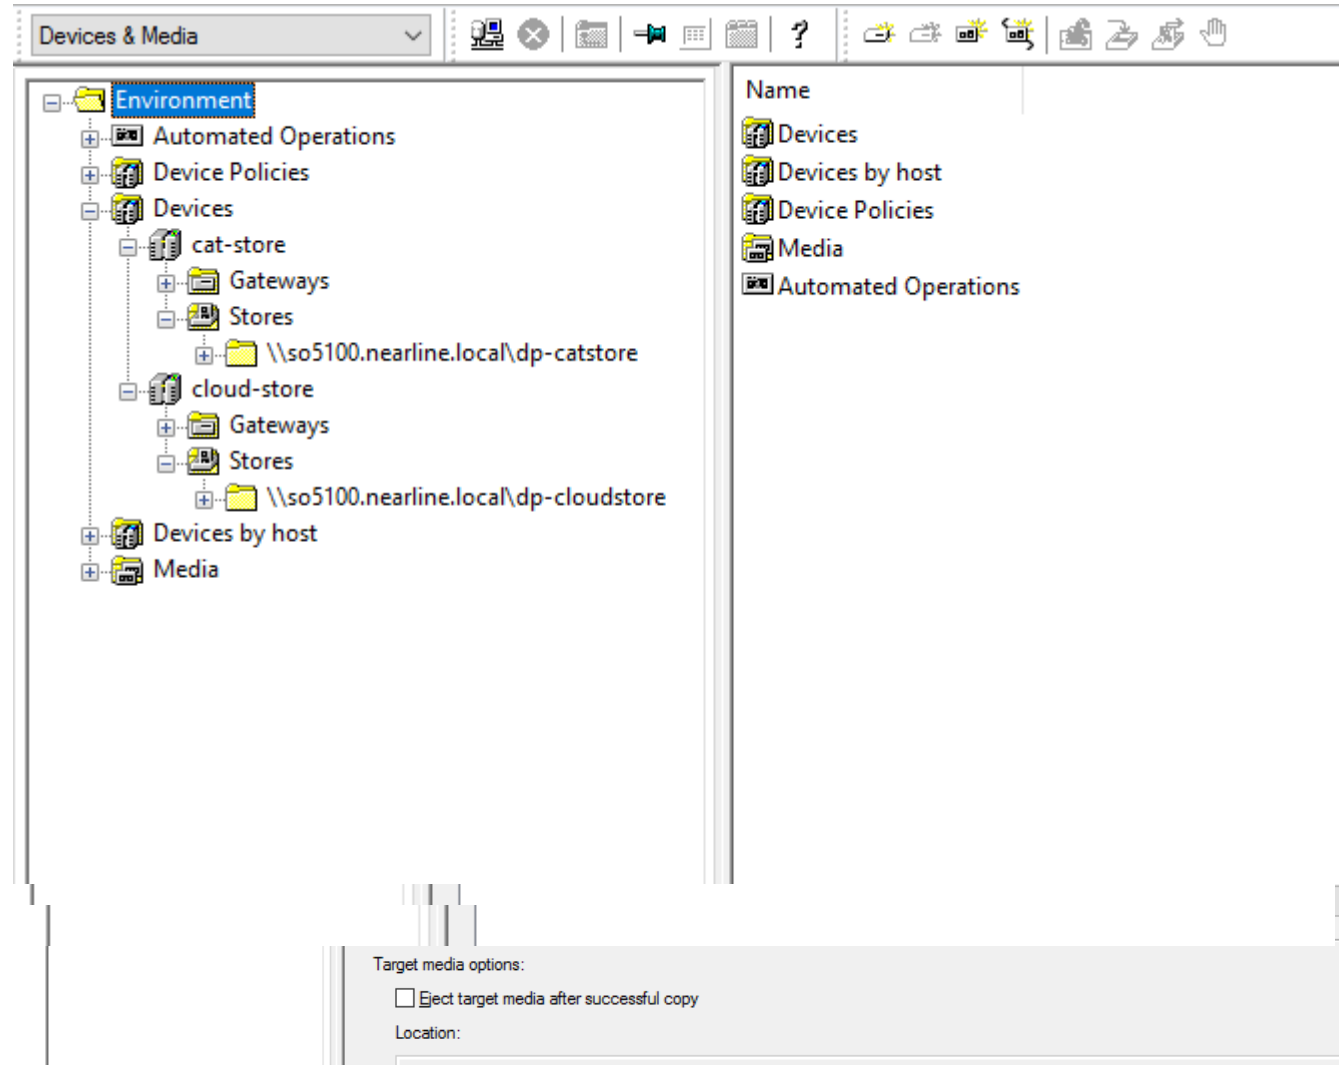 Devices & Media
Environment
Automated Operations
Device Policies
Devices
cat-store
Gateways
Stores
\\so5100.nearline.local\dp-catstore
cloud-store
Gateways
Stores
\\so5100.nearline.local\dp-cloudstore
Devices by host
Media
Name
Devices
Devices by host
Device Policies
Media
Automated Operations
Target media options:
Eject target media after successful copy
Location: